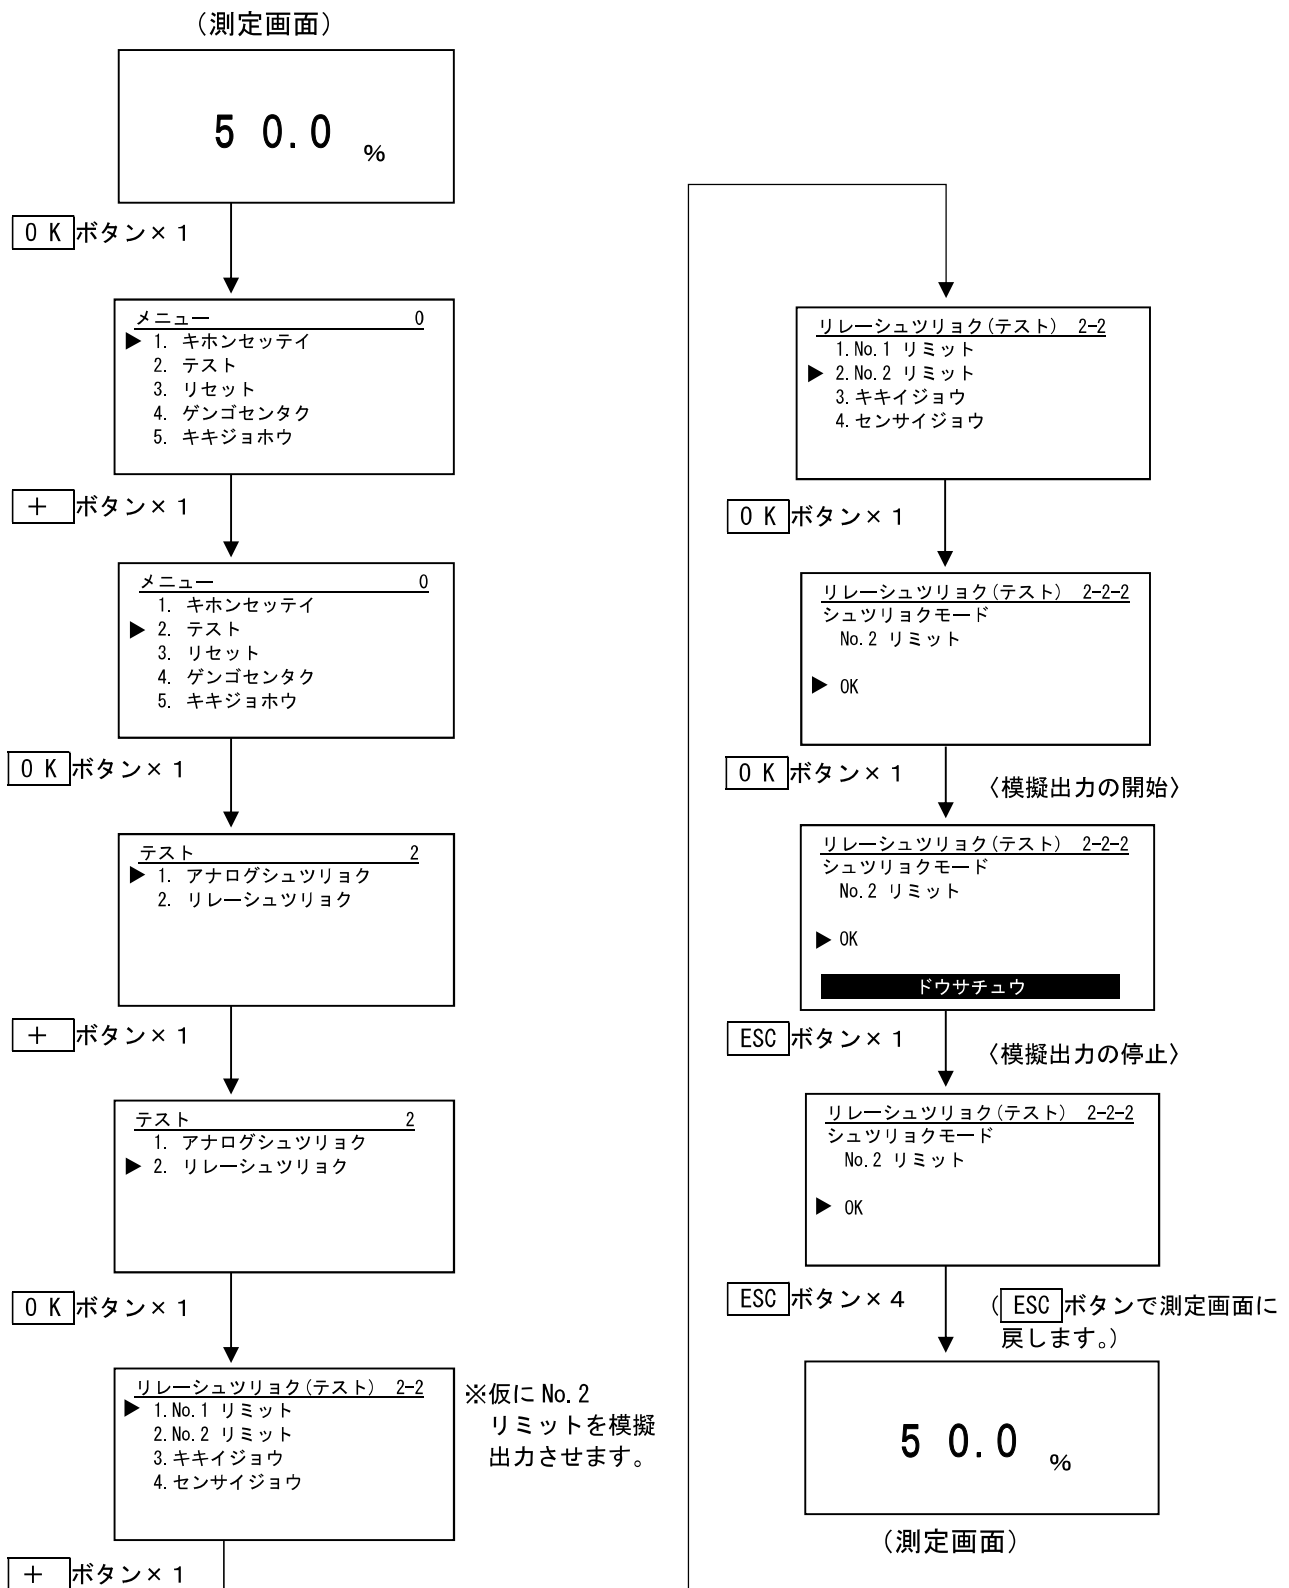 (測定画面)
5 0.0 %
OK ボタン×1
メニュー 0
▶ 1. キホンセッテイ
2. テスト
3. リセット
4. ゲンゴセンタク
5. キキジョホウ
+ ボタン×1
メニュー 0
1. キホンセッテイ
▶ 2. テスト
3. リセット
4. ゲンゴセンタク
5. キキジョホウ
OK ボタン×1
テスト 2
▶ 1. アナログシュツリョク
2. リレーシュツリョク
+ ボタン×1
テスト 2
1. アナログシュツリョク
▶ 2. リレーシュツリョク
OK ボタン×1
リレーシュツリョク(テスト) 2-2
▶ 1.No.1 リミット
2.No.2 リミット
3.キキイジョウ
4.センサイジョウ
※仮に No.2
リミットを模擬
出力させます。
+ ボタン×1
リレーシュツリョク(テスト) 2-2
1.No.1 リミット
▶ 2.No.2 リミット
3.キキイジョウ
4.センサイジョウ
OK ボタン×1
リレーシュツリョク(テスト) 2-2-2
シュツリョクモード
No.2 リミット
▶ OK
OK ボタン×1
〈模擬出力の開始〉
リレーシュツリョク(テスト) 2-2-2
シュツリョクモード
No.2 リミット
▶ OK
ドウサチュウ
ESC ボタン×1
〈模擬出力の停止〉
リレーシュツリョク(テスト) 2-2-2
シュツリョクモード
No.2 リミット
▶ OK
ESC ボタン×4
(ESC ボタンで測定画面に
戻します。)
5 0.0 %
(測定画面)